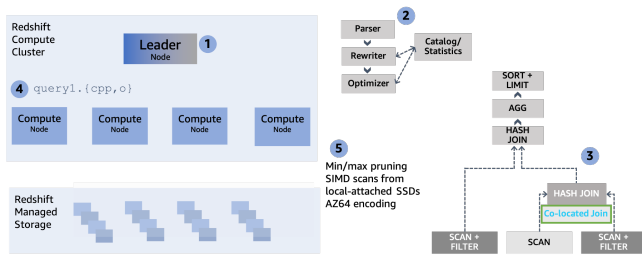 Redshift
Compute
Cluster
Leader
Node
1
4
query1.{cpp,o}
Compute
Node
Compute
Node
Compute
Node
Compute
Node
Redshift
Managed
Storage
2
Parser
Rewriter
Optimizer
Catalog/
Statistics
5
Min/max pruning
SIMD scans from
local-attached SSDs
AZ64 encoding
SORT +
LIMIT
AGG
HASH
JOIN
3
HASH JOIN
Co-located Join
SCAN +
FILTER
SCAN
SCAN +
FILTER